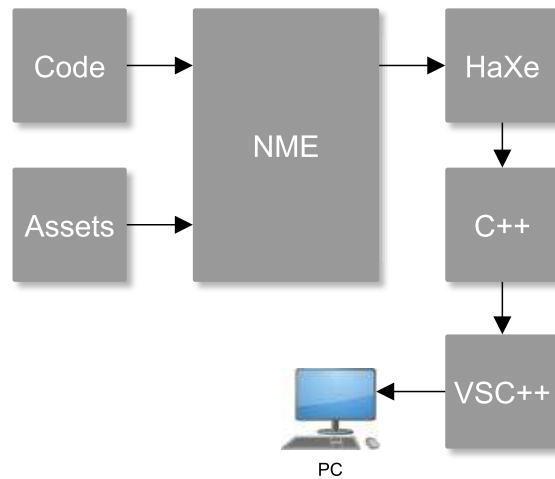 Code
NME
HaXe
Assets
C++
VSC++
PC